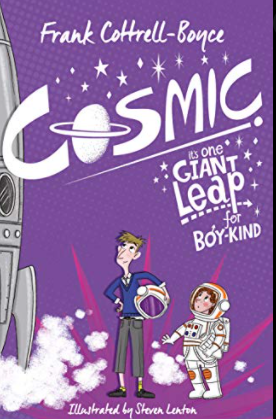 Frank Cottrell-Boyce
COSMIC.
it's one
GIANT
Leap
for
BOY-KIND
Illustrated by Steven Lenton